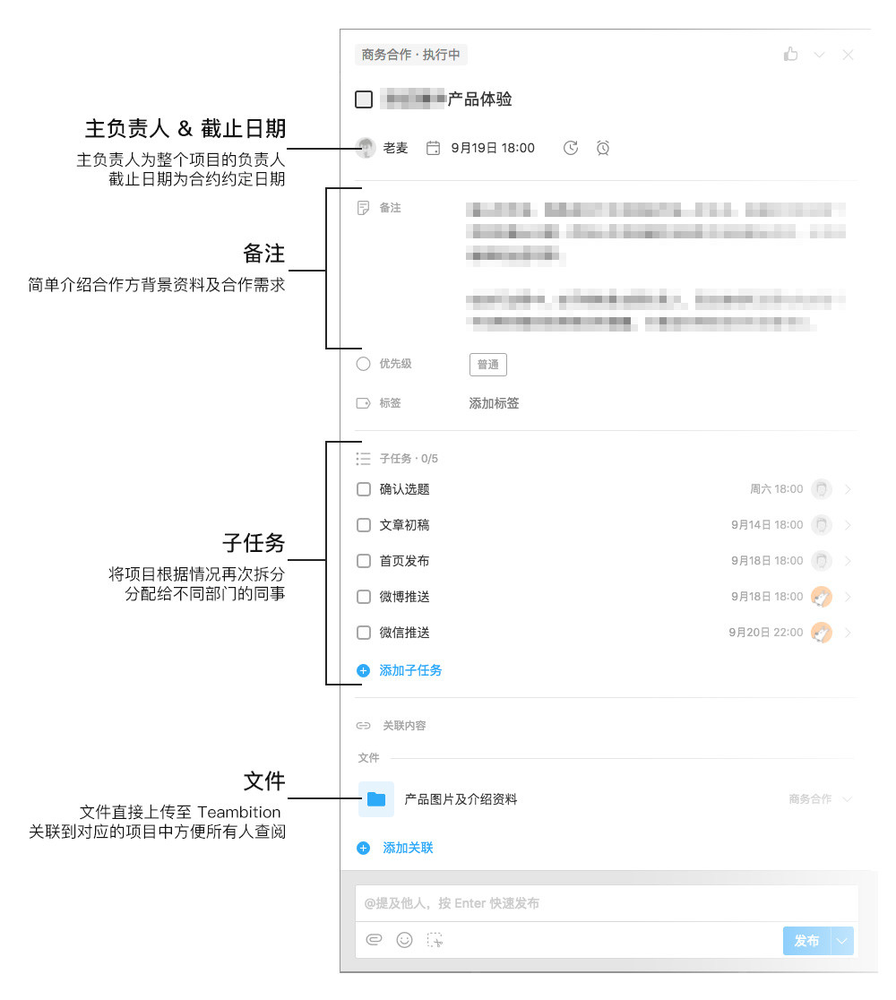 商务合作 · 执行中
产品体验
主负责人 & 截止日期
主负责人为整个项目的负责人
截止日期为合约约定日期
老麦 9月19日 18:00
备注
简单介绍合作方背景资料及合作需求
备注
优先级 普通
标签 添加标签
子任务
将项目根据情况再次拆分
分配给不同部门的同事
子任务 · 0/5
确认选题 周六 18:00
文章初稿 9月14日 18:00
首页发布 9月18日 18:00
微博推送 9月18日 18:00
微信推送 9月20日 22:00
添加子任务
关联内容
文件
文件
文件直接上传至 Teambition
关联到对应的项目中方便所有人查阅
产品图片及介绍资料 商务合作
添加关联
@提及他人，按 Enter 快速发布
发布